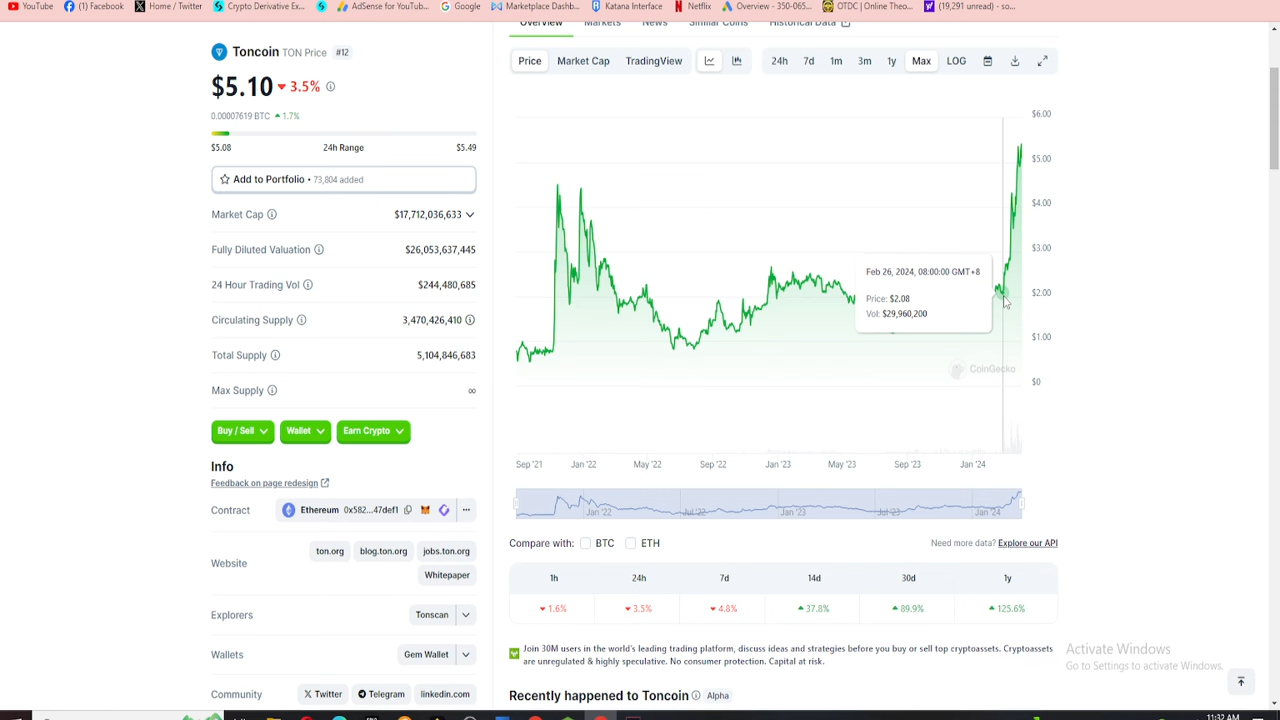 YouTube (1) Facebook Home / Twitter Crypto Derivative Ex... AdSense for YouTub... Google Marketplace Dashb... Katana Interface Netflix Overview - 350-065... OTDC | Online Theo... (19,291 unread) - so...
Overview Markets News Similar Coins Historical Data
Toncoin TON Price #12
$5.10 3.5%
0.00007619 BTC 1.7%
$5.08 24h Range $5.49
Add to Portfolio • 73,804 added
Market Cap $17,712,036,633
Fully Diluted Valuation $26,053,637,445
24 Hour Trading Vol $244,480,685
Circulating Supply 3,470,426,410
Total Supply 5,104,846,683
Max Supply ∞
Buy / Sell Wallet Earn Crypto
Info
Feedback on page redesign
Contract Ethereum 0x582...47def1
Website ton.org blog.ton.org jobs.ton.org
Whitepaper
Explorers Tonscan
Wallets Gem Wallet
Community Twitter Telegram linkedin.com
Price Market Cap TradingView 24h 7d 1m 3m 1y Max LOG
$6.00
$5.00
$4.00
$3.00
$2.00
$1.00
$0
Feb 26, 2024, 08:00:00 GMT+8
Price: $2.08
Vol: $29,960,200
CoinGecko
Sep '21 Jan '22 May '22 Sep '22 Jan '23 May '23 Sep '23 Jan '24
Jan '22 Jul '22 Jan '23 Jul '23 Jan '24
Compare with: BTC ETH Need more data? Explore our API
1h 24h 7d 14d 30d 1y
1.6% 3.5% 4.8% 37.8% 89.9% 125.6%
Join 30M users in the world's leading trading platform, discuss ideas and strategies before you buy or sell top cryptoassets. Cryptoassets
are unregulated & highly speculative. No consumer protection. Capital at risk.
Recently happened to Toncoin Alpha
Activate Windows
Go to Settings to activate Windows.
11:32 AM